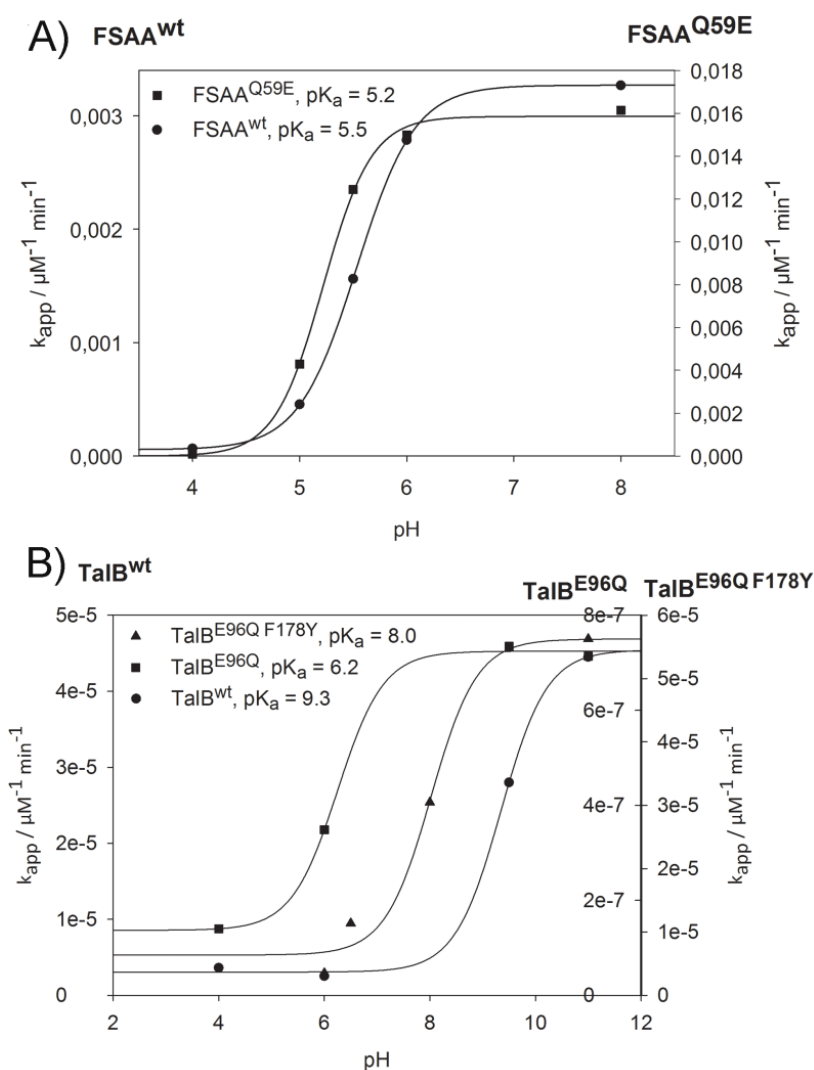 A) FSAA^wt FSAA^Q59E
FSAA^Q59E, pKₐ = 5.2
FSAA^wt, pKₐ = 5.5
0,003
0,002
0,001
0,000
k_app / µM⁻¹ min⁻¹
0,018
0,016
0,014
0,012
0,010
0,008
0,006
0,004
0,002
0,000
k_app / µM⁻¹ min⁻¹
4 5 6 7 8
pH
B) TalB^wt TalB^E96Q TalB^E96Q F178Y
TalB^E96Q F178Y, pKₐ = 8.0
TalB^E96Q, pKₐ = 6.2
TalB^wt, pKₐ = 9.3
5e-5
4e-5
3e-5
2e-5
1e-5
0
k_app / µM⁻¹ min⁻¹
8e-7
6e-7
4e-7
2e-7
0
6e-5
5e-5
4e-5
3e-5
5e-5
1e-5
0
k_app / µM⁻¹ min⁻¹
2 4 6 8 10 12
pH